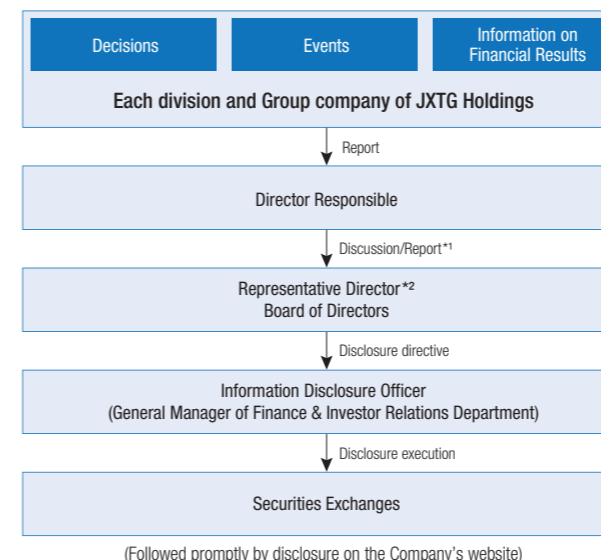 Decisions
Events
Information on
Financial Results
Each division and Group company of JXTG Holdings
Report
Director Responsible
Discussion/Report*1
Representative Director*2
Board of Directors
Disclosure directive
Information Disclosure Officer
(General Manager of Finance & Investor Relations Department)
Disclosure execution
Securities Exchanges
(Followed promptly by disclosure on the Company's website)